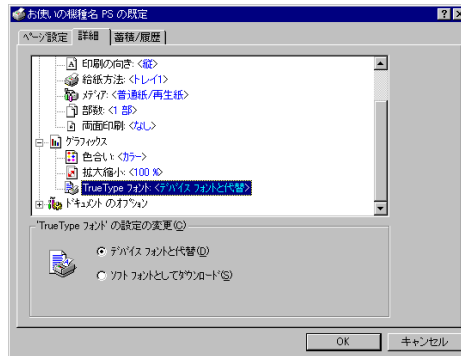 お使いの機種名 PS の既定
ページ設定 詳細 蓄積/履歴
印刷の向き: <縦>
給紙方法: <トレイ1>
メディア: <普通紙/再生紙>
部数: <1 部>
両面印刷: <なし>
グラフィックス
色合い: <カラー>
拡大縮小: <100 %>
TrueType フォント: <デバイス フォントと代替>
ドキュメント のオプション
'TrueType フォント' の設定の変更(C)
デバイス フォントと代替(D)
ソフト フォントとしてダウンロード(S)
OK キャンセル